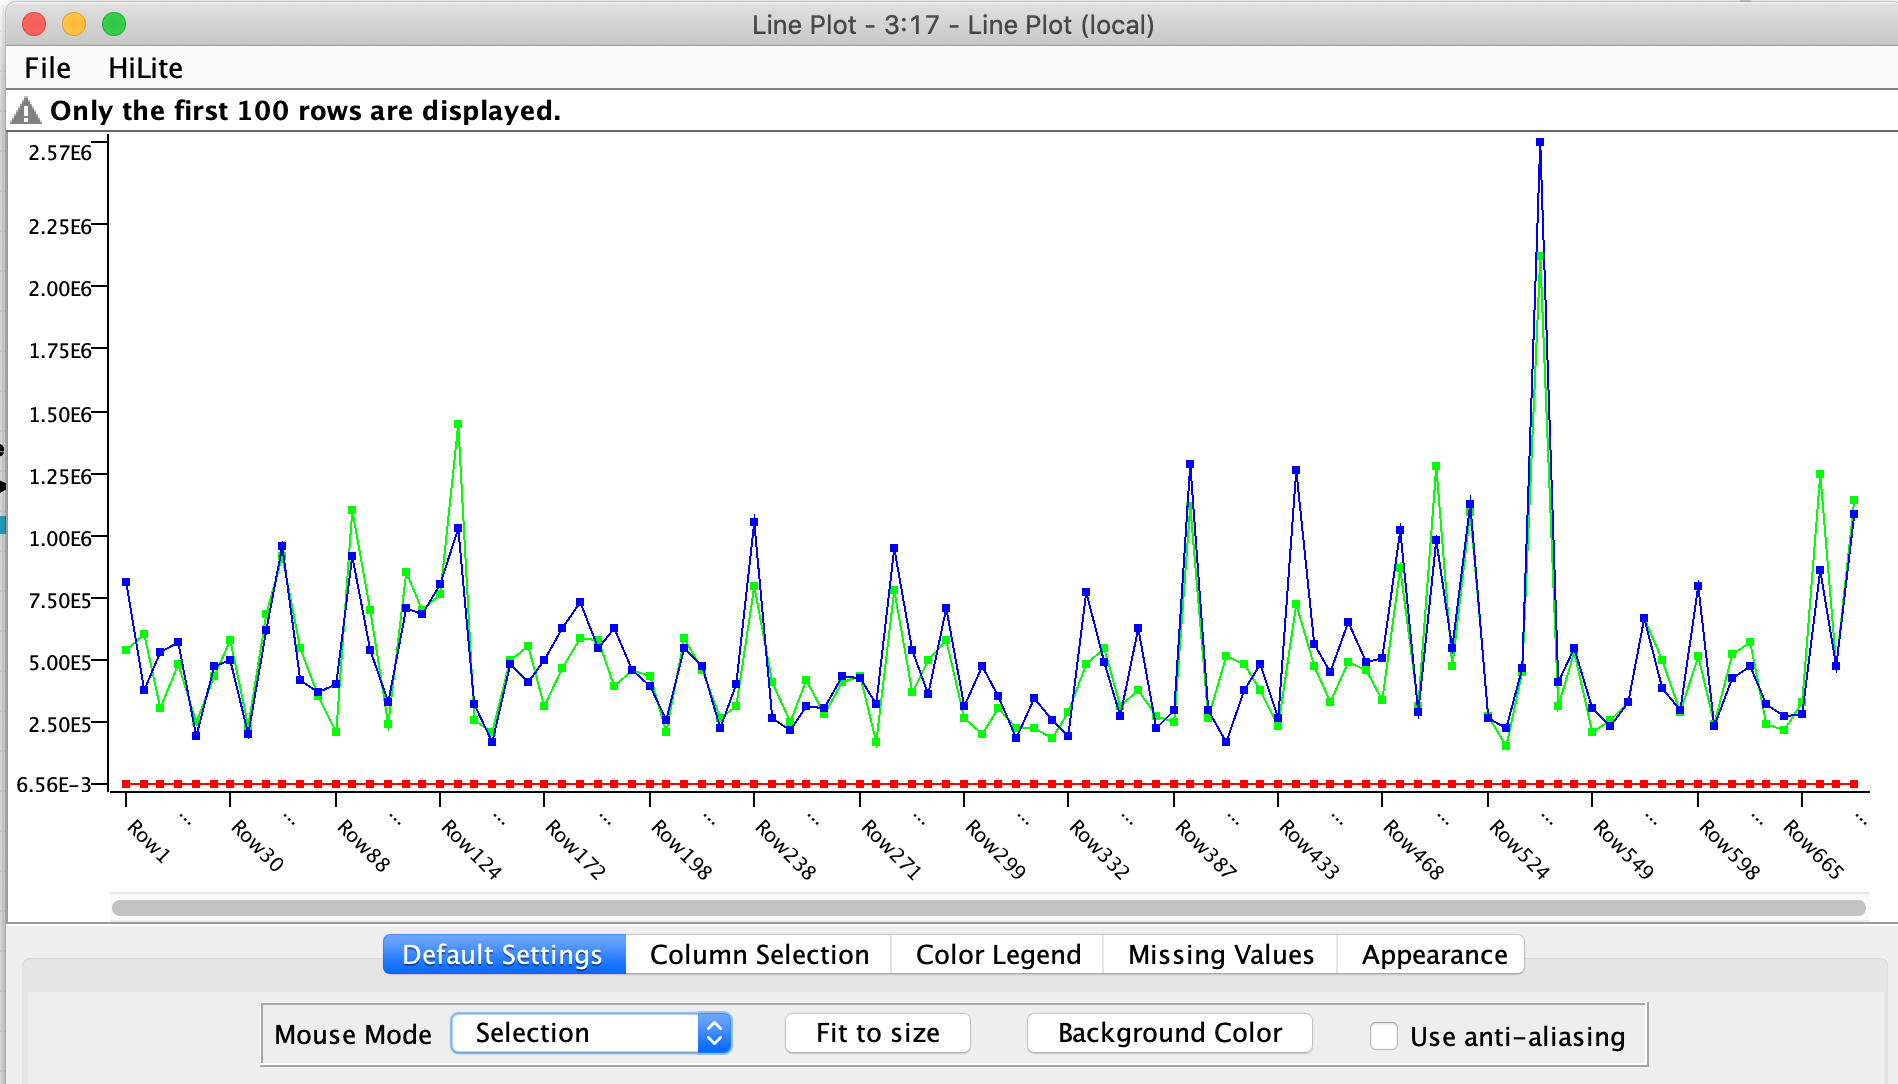 Line Plot - 3:17 - Line Plot (local)
File HiLite
Only the first 100 rows are displayed.
2.57E6
2.25E6
2.00E6
1.75E6
1.50E6
1.25E6
1.00E6
7.50E5
5.00E5
2.50E5
6.56E-3
Row1 ... Row30 ... Row88 ... Row124 ... Row172 ... Row198 ... Row238 ... Row271 ... Row299 ... Row332 ... Row387 ... Row433 ... Row468 ... Row524 ... Row549 ... Row598 ... Row665 ...
Default Settings Column Selection Color Legend Missing Values Appearance
Mouse Mode Selection Fit to size Background Color Use anti-aliasing